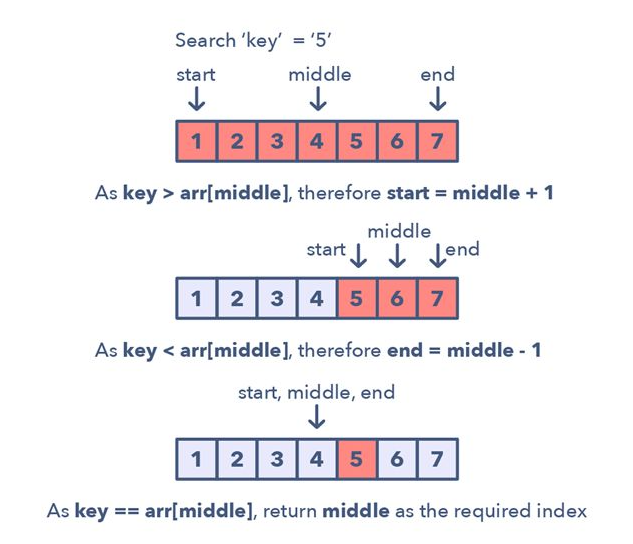 Search ‘key’ = ‘5’
start middle end
1 2 3 4 5 6 7
As key > arr[middle], therefore start = middle + 1
middle
start end
1 2 3 4 5 6 7
As key < arr[middle], therefore end = middle - 1
start, middle, end
1 2 3 4 5 6 7
As key == arr[middle], return middle as the required index